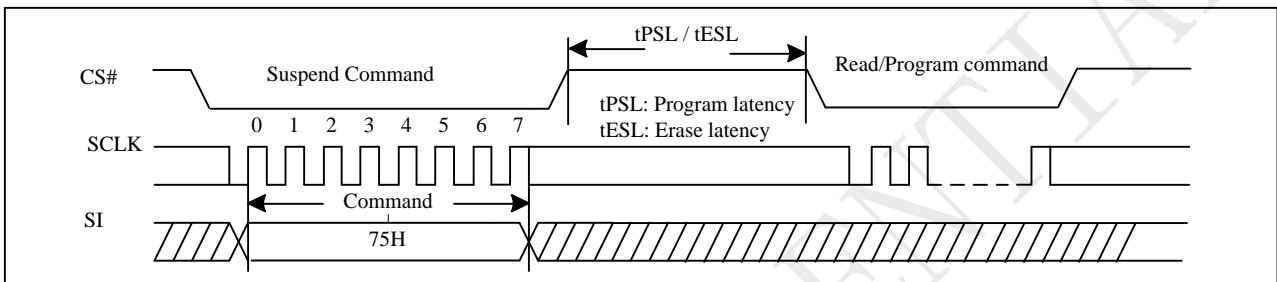 tPSL / tESL
CS#
Suspend Command
Read/Program command
tPSL: Program latency
tESL: Erase latency
0 1 2 3 4 5 6 7
SCLK
Command
SI
75H